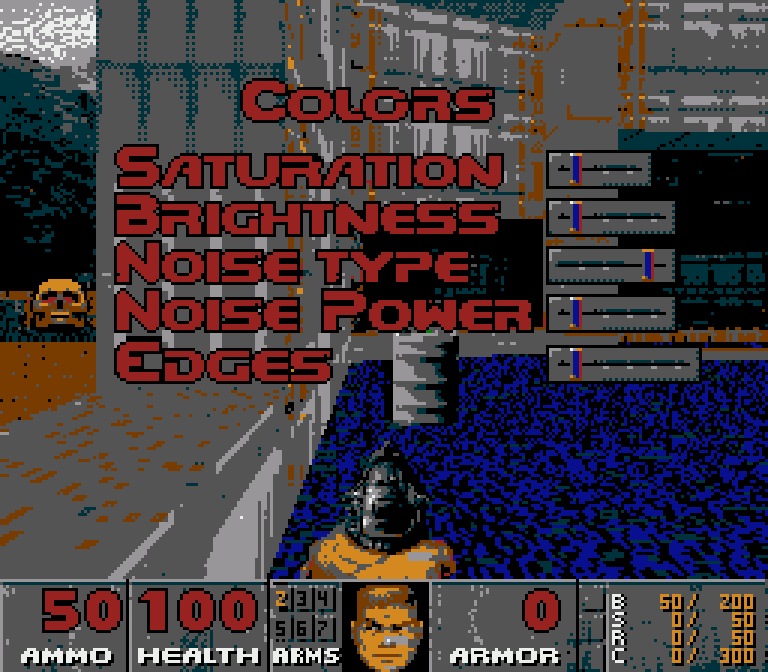 COLORS
SATURATION
BRIGHTNESS
NOISE TYPE
NOISE POWER
EDGES
50 100 2 3 4 0 B 50/ 200
5 6 7 S 0/ 50
R 0/ 50
AMMO HEALTH ARMS ARMOR C 0/ 300